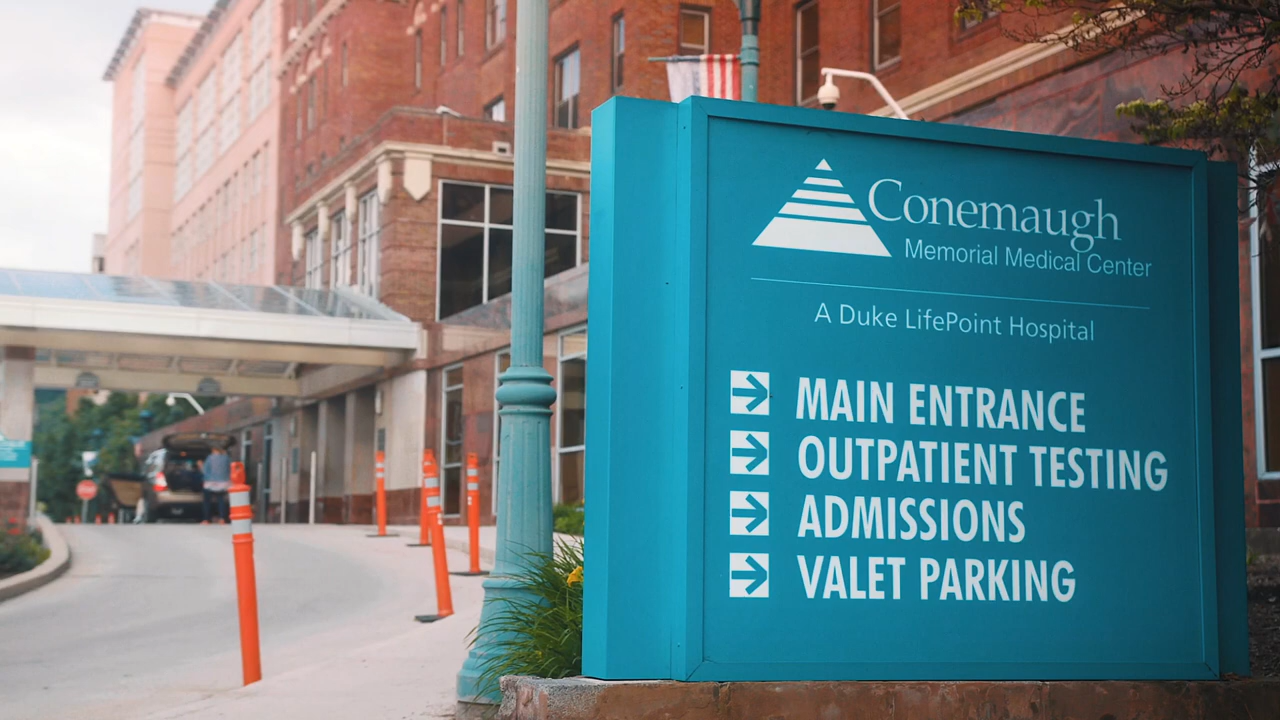 Conemaugh
Memorial Medical Center
A Duke LifePoint Hospital
MAIN ENTRANCE
OUTPATIENT TESTING
ADMISSIONS
VALET PARKING